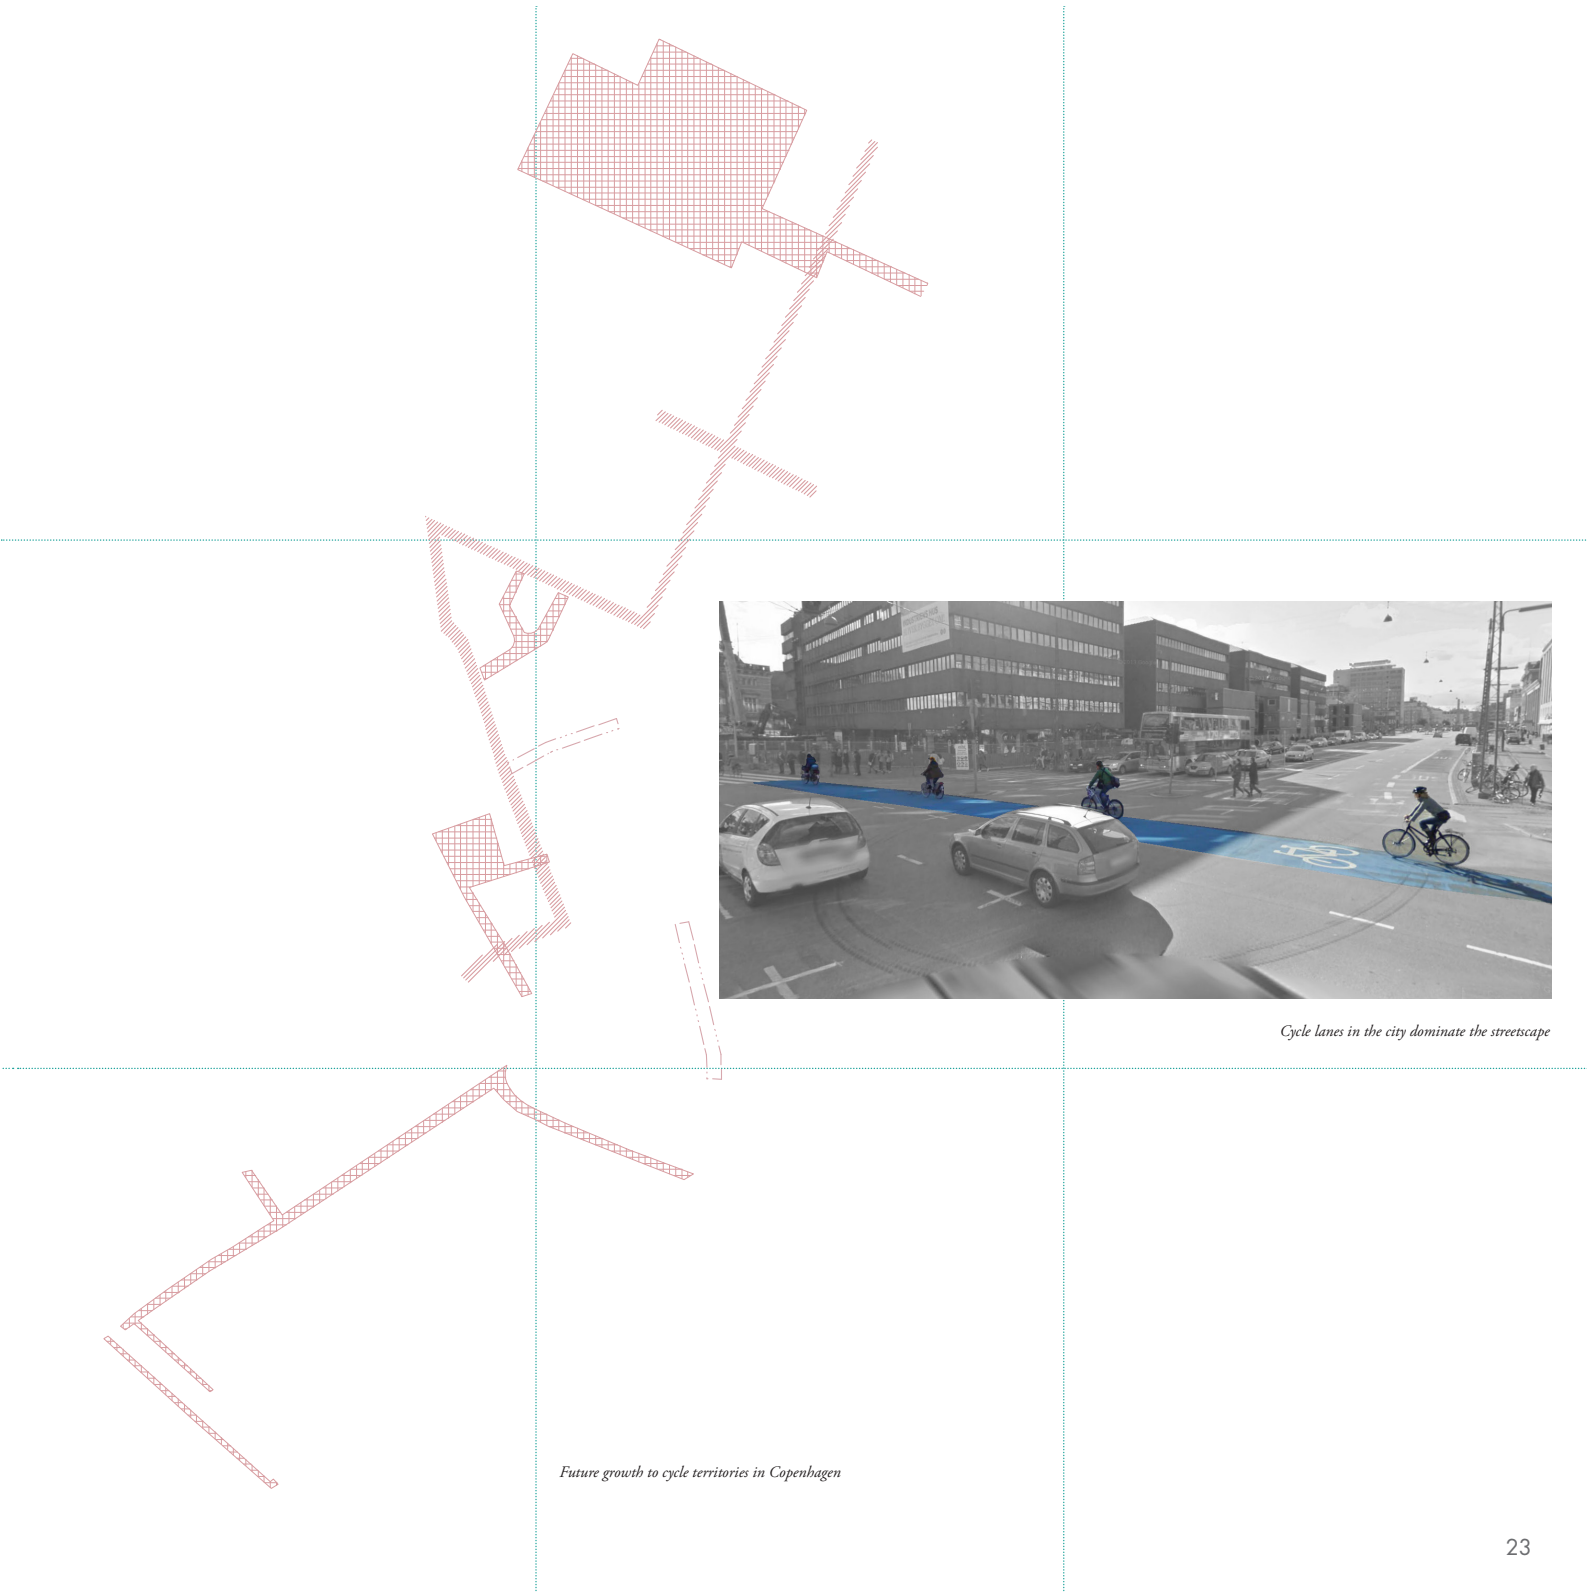 Cycle lanes in the city dominate the streetscape
Future growth to cycle territories in Copenhagen
23